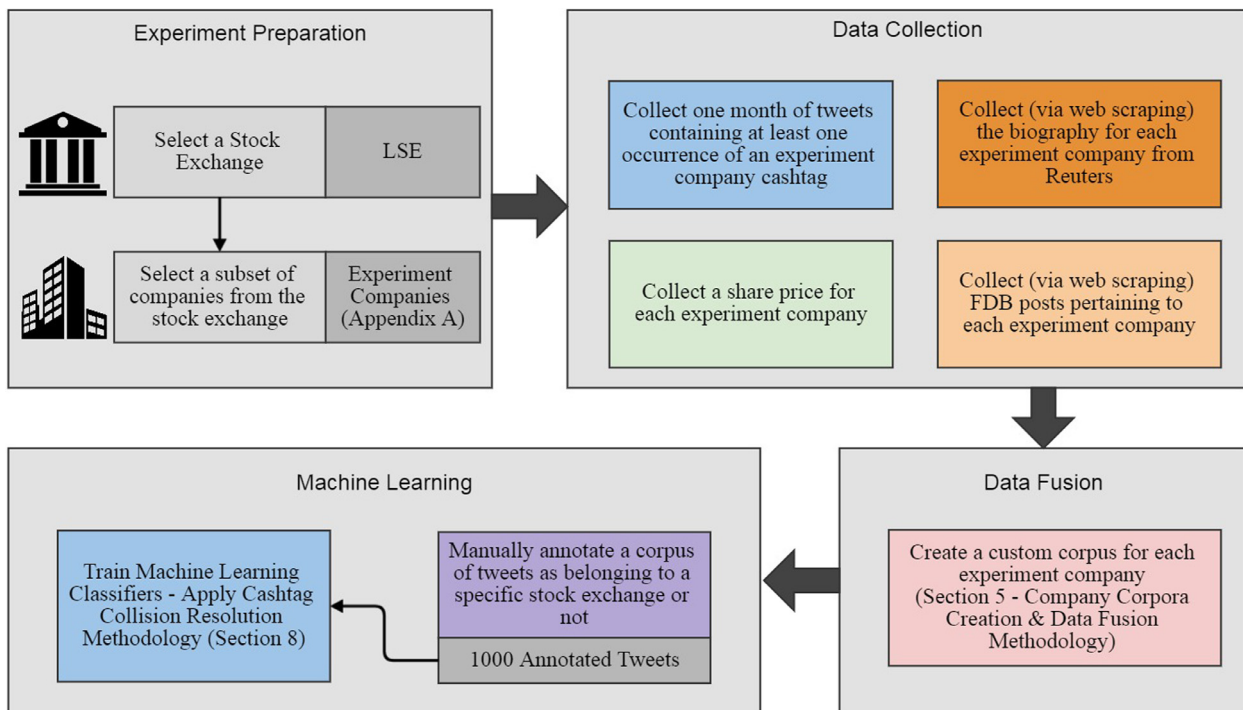 Experiment Preparation
Select a Stock
Exchange
LSE
Select a subset of
companies from the
stock exchange
Experiment
Companies
(Appendix A)
Data Collection
Collect one month of tweets
containing at least one
occurrence of an experiment
company cashtag
Collect (via web scraping)
the biography for each
experiment company from
Reuters
Collect a share price for
each experiment company
Collect (via web scraping)
FDB posts pertaining to
each experiment company
Machine Learning
Train Machine Learning
Classifiers - Apply Cashtag
Collision Resolution
Methodology (Section 8)
Manually annotate a corpus
of tweets as belonging to a
specific stock exchange or
not
1000 Annotated Tweets
Data Fusion
Create a custom corpus for each
experiment company
(Section 5 - Company Corpora
Creation & Data Fusion
Methodology)